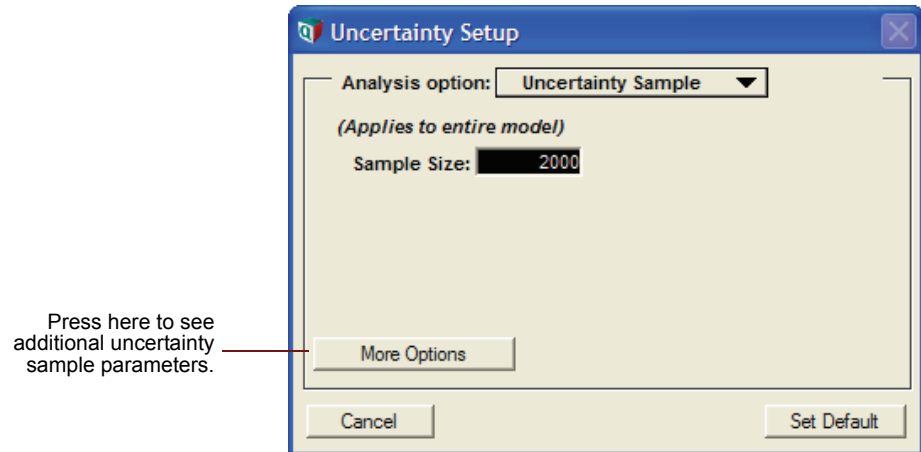 Uncertainty Setup
Analysis option: Uncertainty Sample
(Applies to entire model)
Sample Size: 2000
Press here to see
additional uncertainty
sample parameters.
More Options
Cancel Set Default